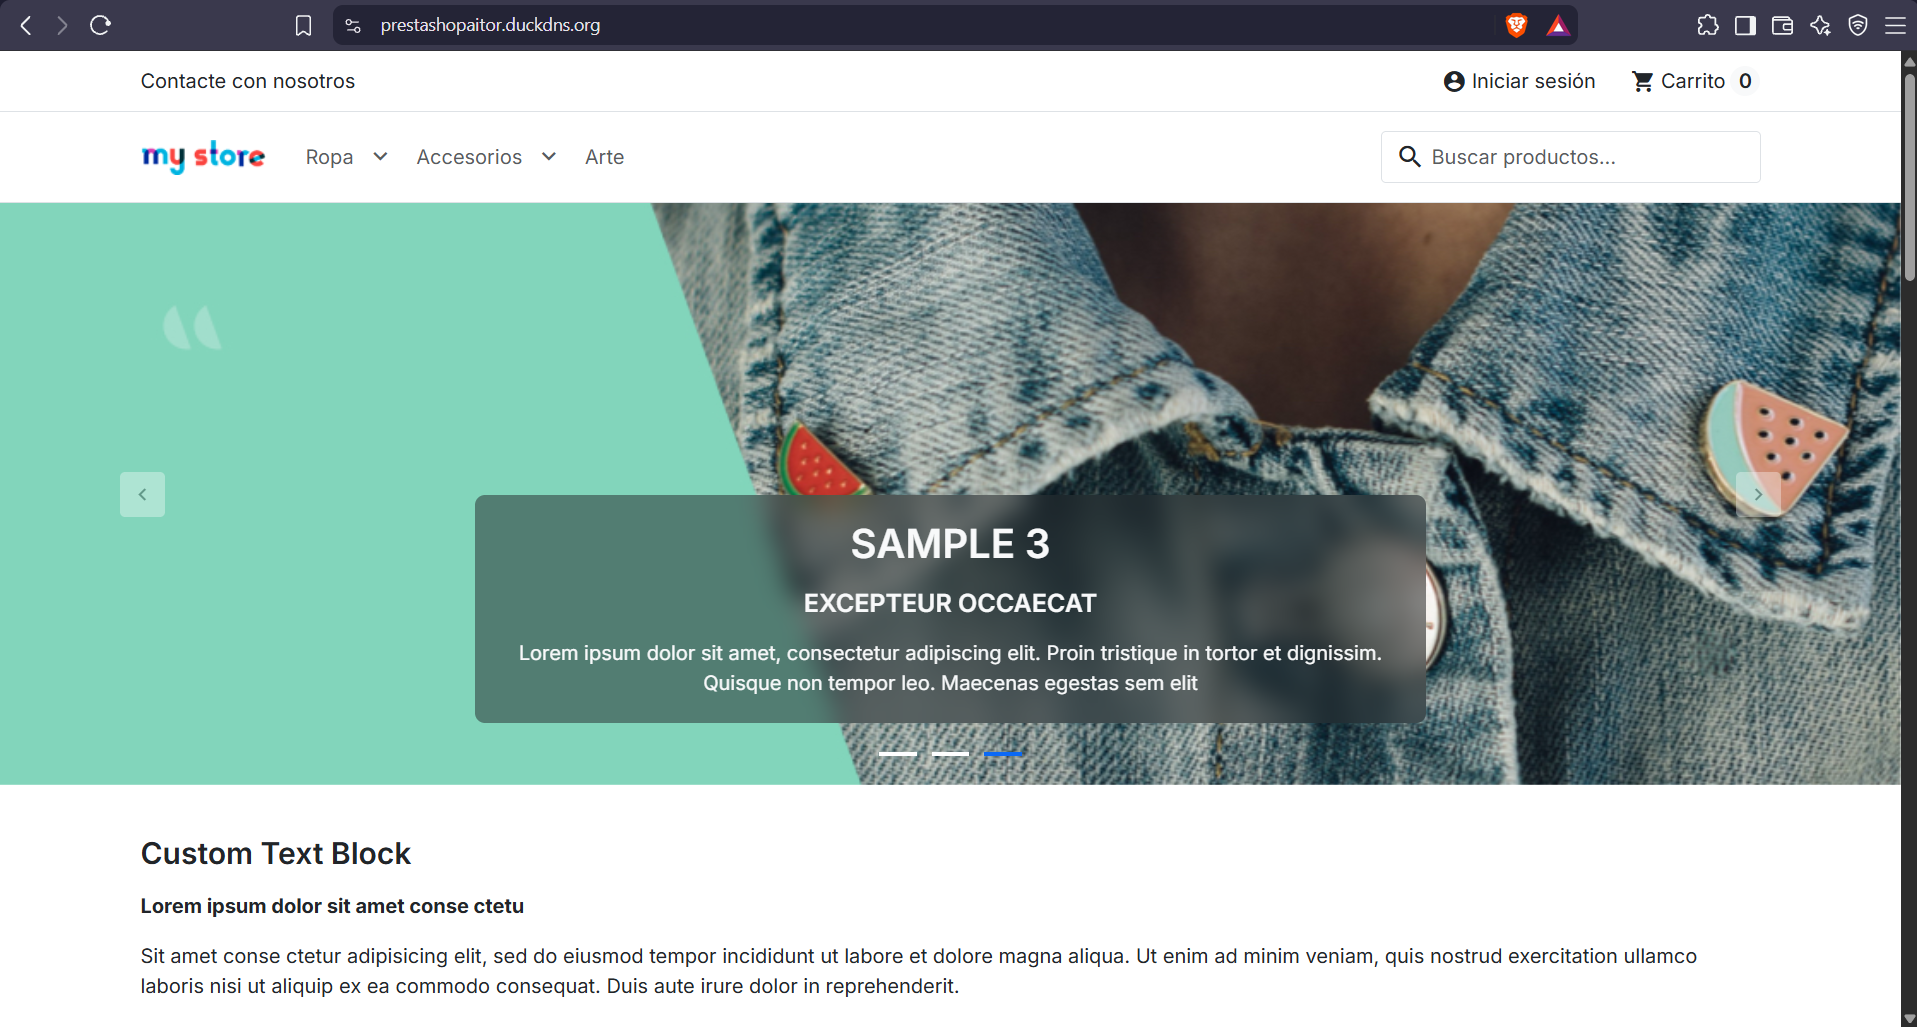 prestashopaitor.duckdns.org
Contacte con nosotros
Iniciar sesión
Carrito 0
my store
Ropa
Accesorios
Arte
Buscar productos...
SAMPLE 3
EXCEPTEUR OCCAECAT
Lorem ipsum dolor sit amet, consectetur adipiscing elit. Proin tristique in tortor et dignissim.
Quisque non tempor leo. Maecenas egestas sem elit
Custom Text Block
Lorem ipsum dolor sit amet conse ctetu
Sit amet conse ctetur adipisicing elit, sed do eiusmod tempor incididunt ut labore et dolore magna aliqua. Ut enim ad minim veniam, quis nostrud exercitation ullamco
laboris nisi ut aliquip ex ea commodo consequat. Duis aute irure dolor in reprehenderit.